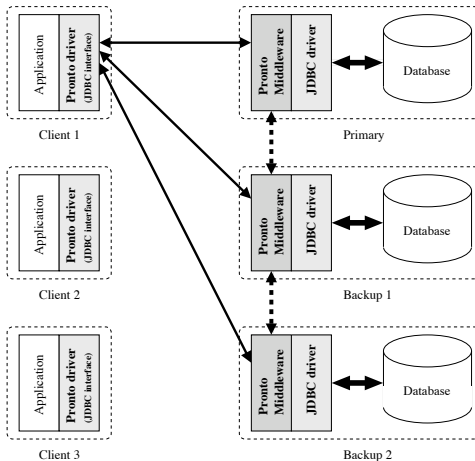 Application
Pronto driver
(JDBC interface)
Client 1
Pronto
Middleware
JDBC driver
Database
Primary
Application
Pronto driver
(JDBC interface)
Client 2
Pronto
Middleware
JDBC driver
Database
Backup 1
Application
Pronto driver
(JDBC interface)
Client 3
Pronto
Middleware
JDBC driver
Database
Backup 2